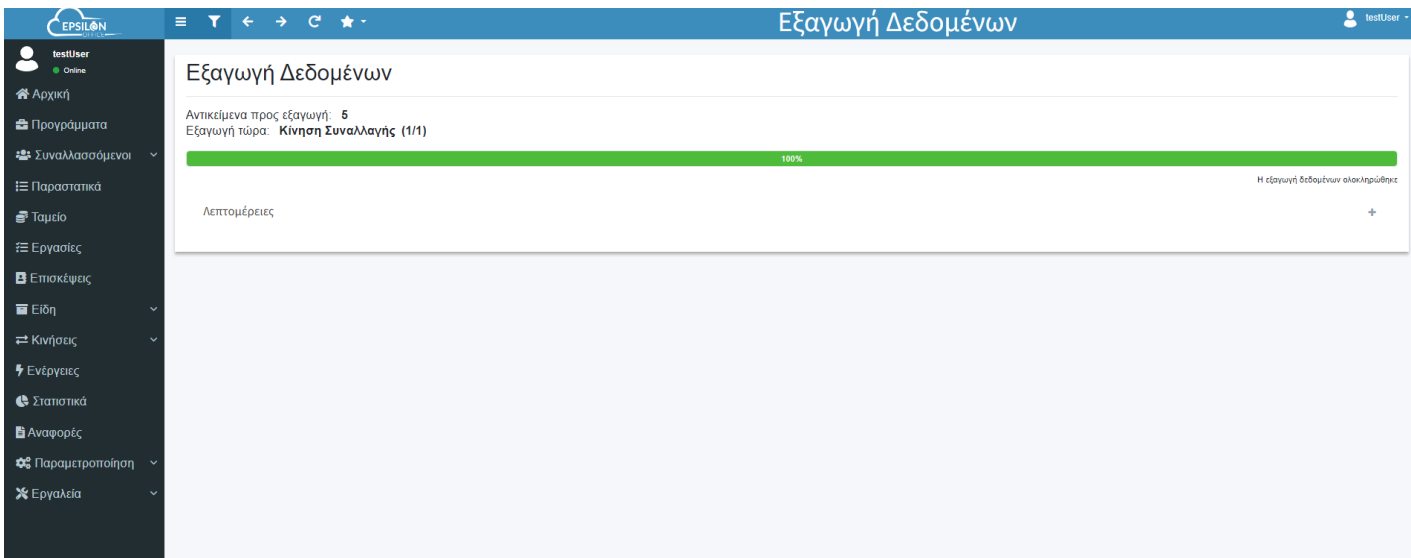 EPSILON
OFFICE
Εξαγωγή Δεδομένων
testUser
testUser
Online
Αρχική
Προγράμματα
Συναλλασσόμενοι
Παραστατικά
Ταμείο
Εργασίες
Επισκέψεις
Είδη
Κινήσεις
Ενέργειες
Στατιστικά
Αναφορές
Παραμετροποίηση
Εργαλεία
Εξαγωγή Δεδομένων
Αντικείμενα προς εξαγωγή: 5
Εξαγωγή τώρα: Κίνηση Συναλλαγής (1/1)
100%
Η εξαγωγή δεδομένων ολοκληρώθηκε
Λεπτομέρειες